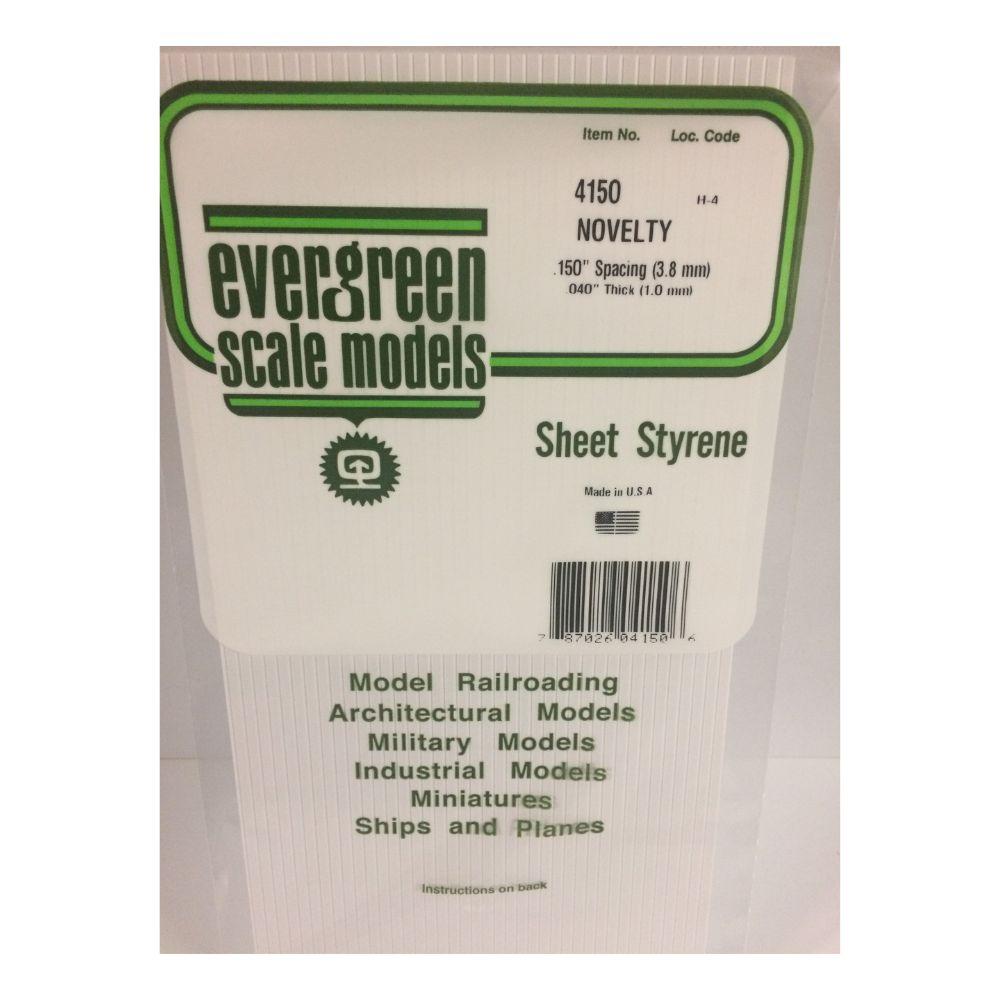 Item No. Loc. Code
4150 H-4
NOVELTY
.150" Spacing (3.8 mm)
.040" Thick (1.0 mm)
evergreen
scale models
Sheet Styrene
Made in U.S.A
7 87026 04150 6
Model Railroading
Architectural Models
Military Models
Industrial Models
Miniatures
Ships and Planes
Instructions on back